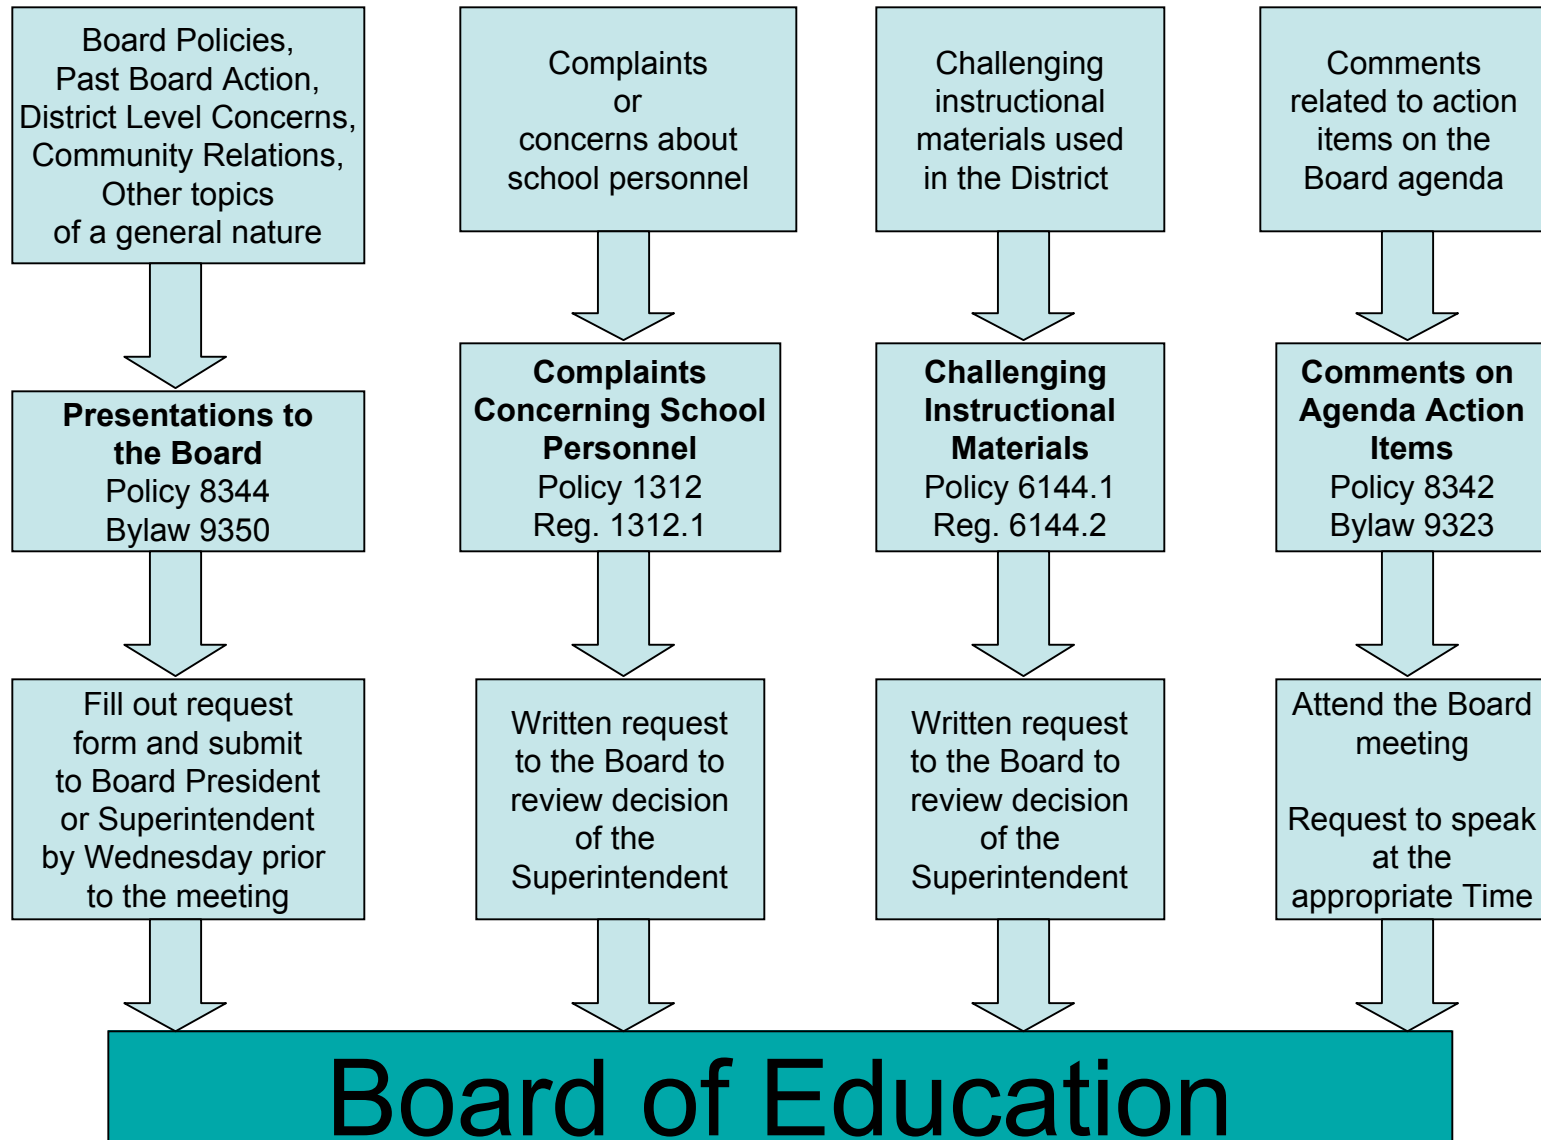 Board Policies,
Past Board Action,
District Level Concerns,
Community Relations,
Other topics
of a general nature
Complaints
or
concerns about
school personnel
Challenging
instructional
materials used
in the District
Comments
related to action
items on the
Board agenda
Presentations to
the Board
Policy 8344
Bylaw 9350
Complaints
Concerning School
Personnel
Policy 1312
Reg. 1312.1
Challenging
Instructional
Materials
Policy 6144.1
Reg. 6144.2
Comments on
Agenda Action
Items
Policy 8342
Bylaw 9323
Fill out request
form and submit
to Board President
or Superintendent
by Wednesday prior
to the meeting
Written request
to the Board to
review decision
of the
Superintendent
Written request
to the Board to
review decision
of the
Superintendent
Attend the Board
meeting
Request to speak
at the
appropriate Time
Board of Education